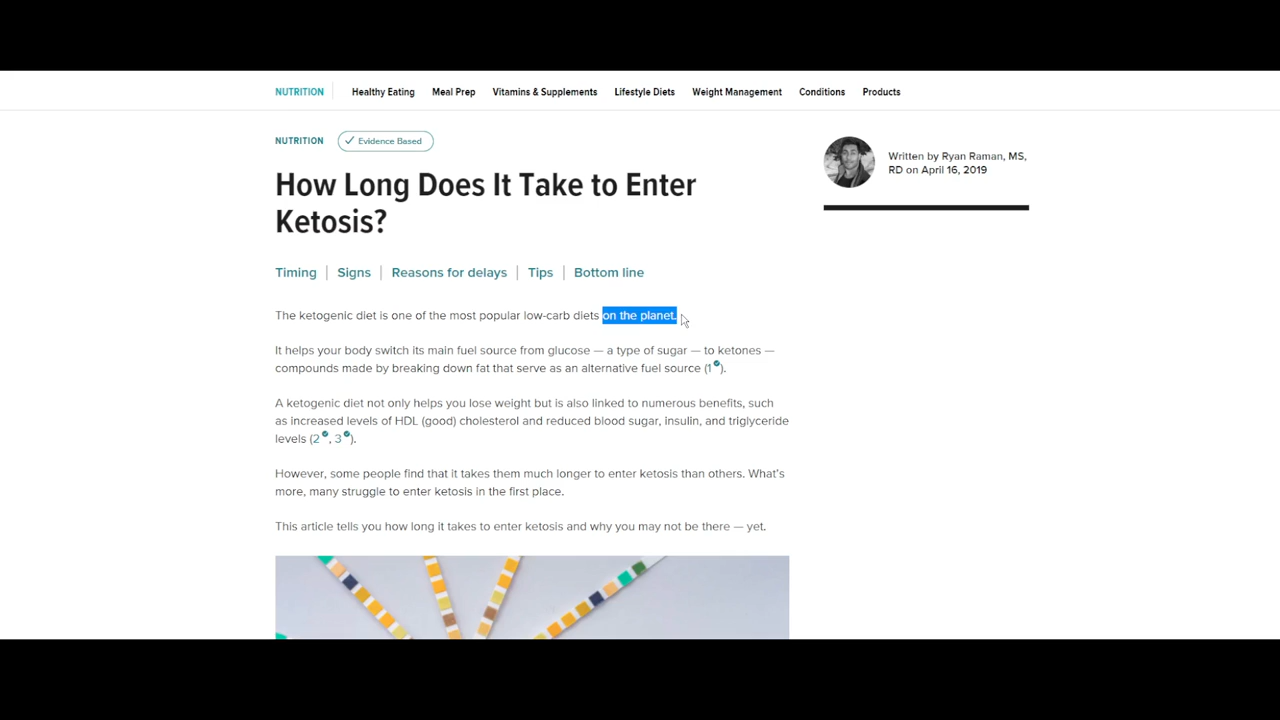 NUTRITION Healthy Eating Meal Prep Vitamins & Supplements Lifestyle Diets Weight Management Conditions Products
NUTRITION Evidence Based
How Long Does It Take to Enter
Ketosis?
Written by Ryan Raman, MS,
RD on April 16, 2019
Timing | Signs | Reasons for delays | Tips | Bottom line
The ketogenic diet is one of the most popular low-carb diets on the planet.
It helps your body switch its main fuel source from glucose — a type of sugar — to ketones —
compounds made by breaking down fat that serve as an alternative fuel source (1).
A ketogenic diet not only helps you lose weight but is also linked to numerous benefits, such
as increased levels of HDL (good) cholesterol and reduced blood sugar, insulin, and triglyceride
levels (2, 3).
However, some people find that it takes them much longer to enter ketosis than others. What's
more, many struggle to enter ketosis in the first place.
This article tells you how long it takes to enter ketosis and why you may not be there — yet.